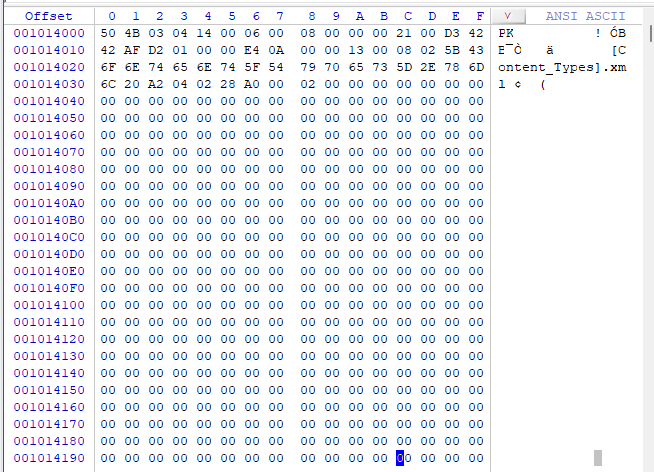 Offset 0 1 2 3 4 5 6 7 8 9 A B C D E F v ANSI ASCII
001014000 50 4B 03 04 14 00 06 00 08 00 00 00 21 00 D3 42 PK ! ÓB
001014010 42 AF D2 01 00 00 E4 0A 00 00 13 00 08 02 5B 43 B¯Ò ä [C
001014020 6F 6E 74 65 6E 74 5F 54 79 70 65 73 5D 2E 78 6D ontent_Types].xm
001014030 6C 20 A2 04 02 28 A0 00 02 00 00 00 00 00 00 00 l ¢ (
001014040 00 00 00 00 00 00 00 00 00 00 00 00 00 00 00 00
001014050 00 00 00 00 00 00 00 00 00 00 00 00 00 00 00 00
001014060 00 00 00 00 00 00 00 00 00 00 00 00 00 00 00 00
001014070 00 00 00 00 00 00 00 00 00 00 00 00 00 00 00 00
001014080 00 00 00 00 00 00 00 00 00 00 00 00 00 00 00 00
001014090 00 00 00 00 00 00 00 00 00 00 00 00 00 00 00 00
0010140A0 00 00 00 00 00 00 00 00 00 00 00 00 00 00 00 00
0010140B0 00 00 00 00 00 00 00 00 00 00 00 00 00 00 00 00
0010140C0 00 00 00 00 00 00 00 00 00 00 00 00 00 00 00 00
0010140D0 00 00 00 00 00 00 00 00 00 00 00 00 00 00 00 00
0010140E0 00 00 00 00 00 00 00 00 00 00 00 00 00 00 00 00
0010140F0 00 00 00 00 00 00 00 00 00 00 00 00 00 00 00 00
001014100 00 00 00 00 00 00 00 00 00 00 00 00 00 00 00 00
001014110 00 00 00 00 00 00 00 00 00 00 00 00 00 00 00 00
001014120 00 00 00 00 00 00 00 00 00 00 00 00 00 00 00 00
001014130 00 00 00 00 00 00 00 00 00 00 00 00 00 00 00 00
001014140 00 00 00 00 00 00 00 00 00 00 00 00 00 00 00 00
001014150 00 00 00 00 00 00 00 00 00 00 00 00 00 00 00 00
001014160 00 00 00 00 00 00 00 00 00 00 00 00 00 00 00 00
001014170 00 00 00 00 00 00 00 00 00 00 00 00 00 00 00 00
001014180 00 00 00 00 00 00 00 00 00 00 00 00 00 00 00 00
001014190 00 00 00 00 00 00 00 00 00 00 00 00 00 00 00 00